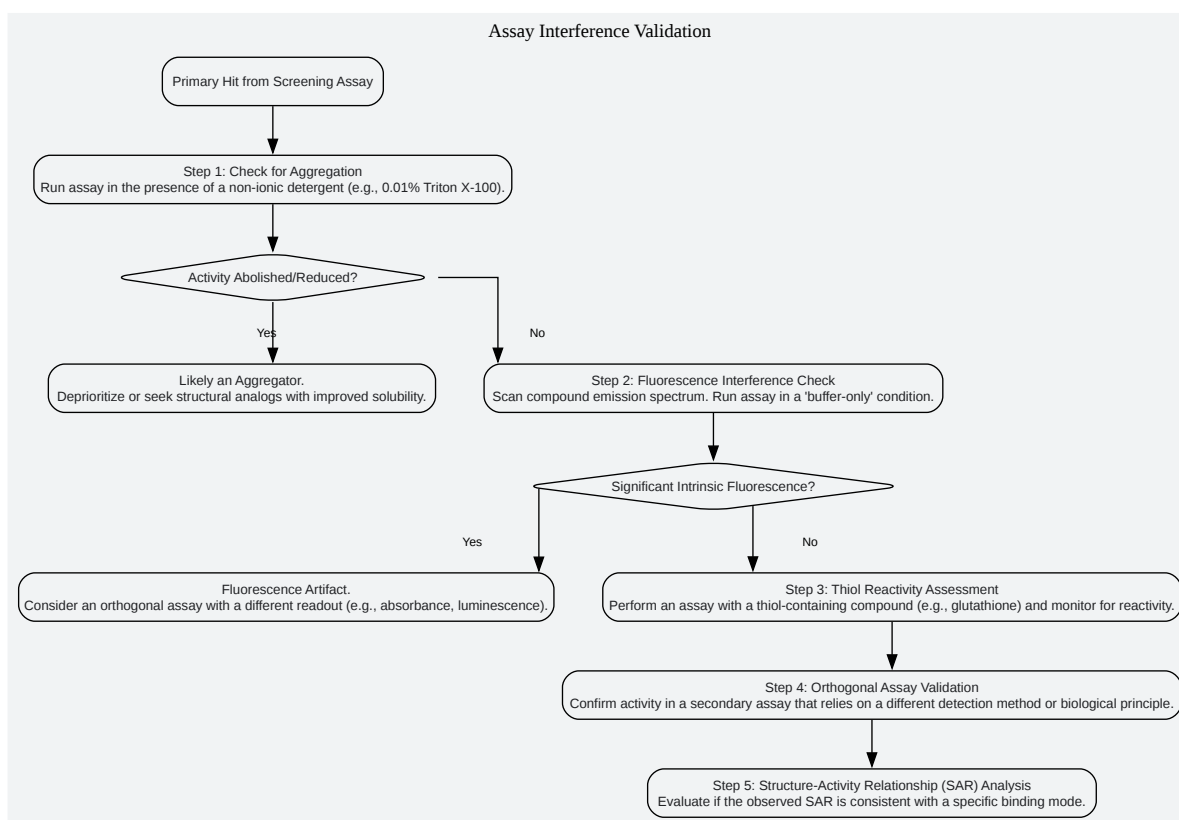 Assay Interference Validation
Primary Hit from Screening Assay
Step 1: Check for Aggregation
Run assay in the presence of a non-ionic detergent (e.g., 0.01% Triton X-100).
Activity Abolished/Reduced?
Yes
No
Likely an Aggregator.
Deprioritize or seek structural analogs with improved solubility.
Step 2: Fluorescence Interference Check
Scan compound emission spectrum. Run assay in a 'buffer-only' condition.
Significant Intrinsic Fluorescence?
Yes
No
Fluorescence Artifact.
Consider an orthogonal assay with a different readout (e.g., absorbance, luminescence).
Step 3: Thiol Reactivity Assessment
Perform an assay with a thiol-containing compound (e.g., glutathione) and monitor for reactivity.
Step 4: Orthogonal Assay Validation
Confirm activity in a secondary assay that relies on a different detection method or biological principle.
Step 5: Structure-Activity Relationship (SAR) Analysis
Evaluate if the observed SAR is consistent with a specific binding mode.